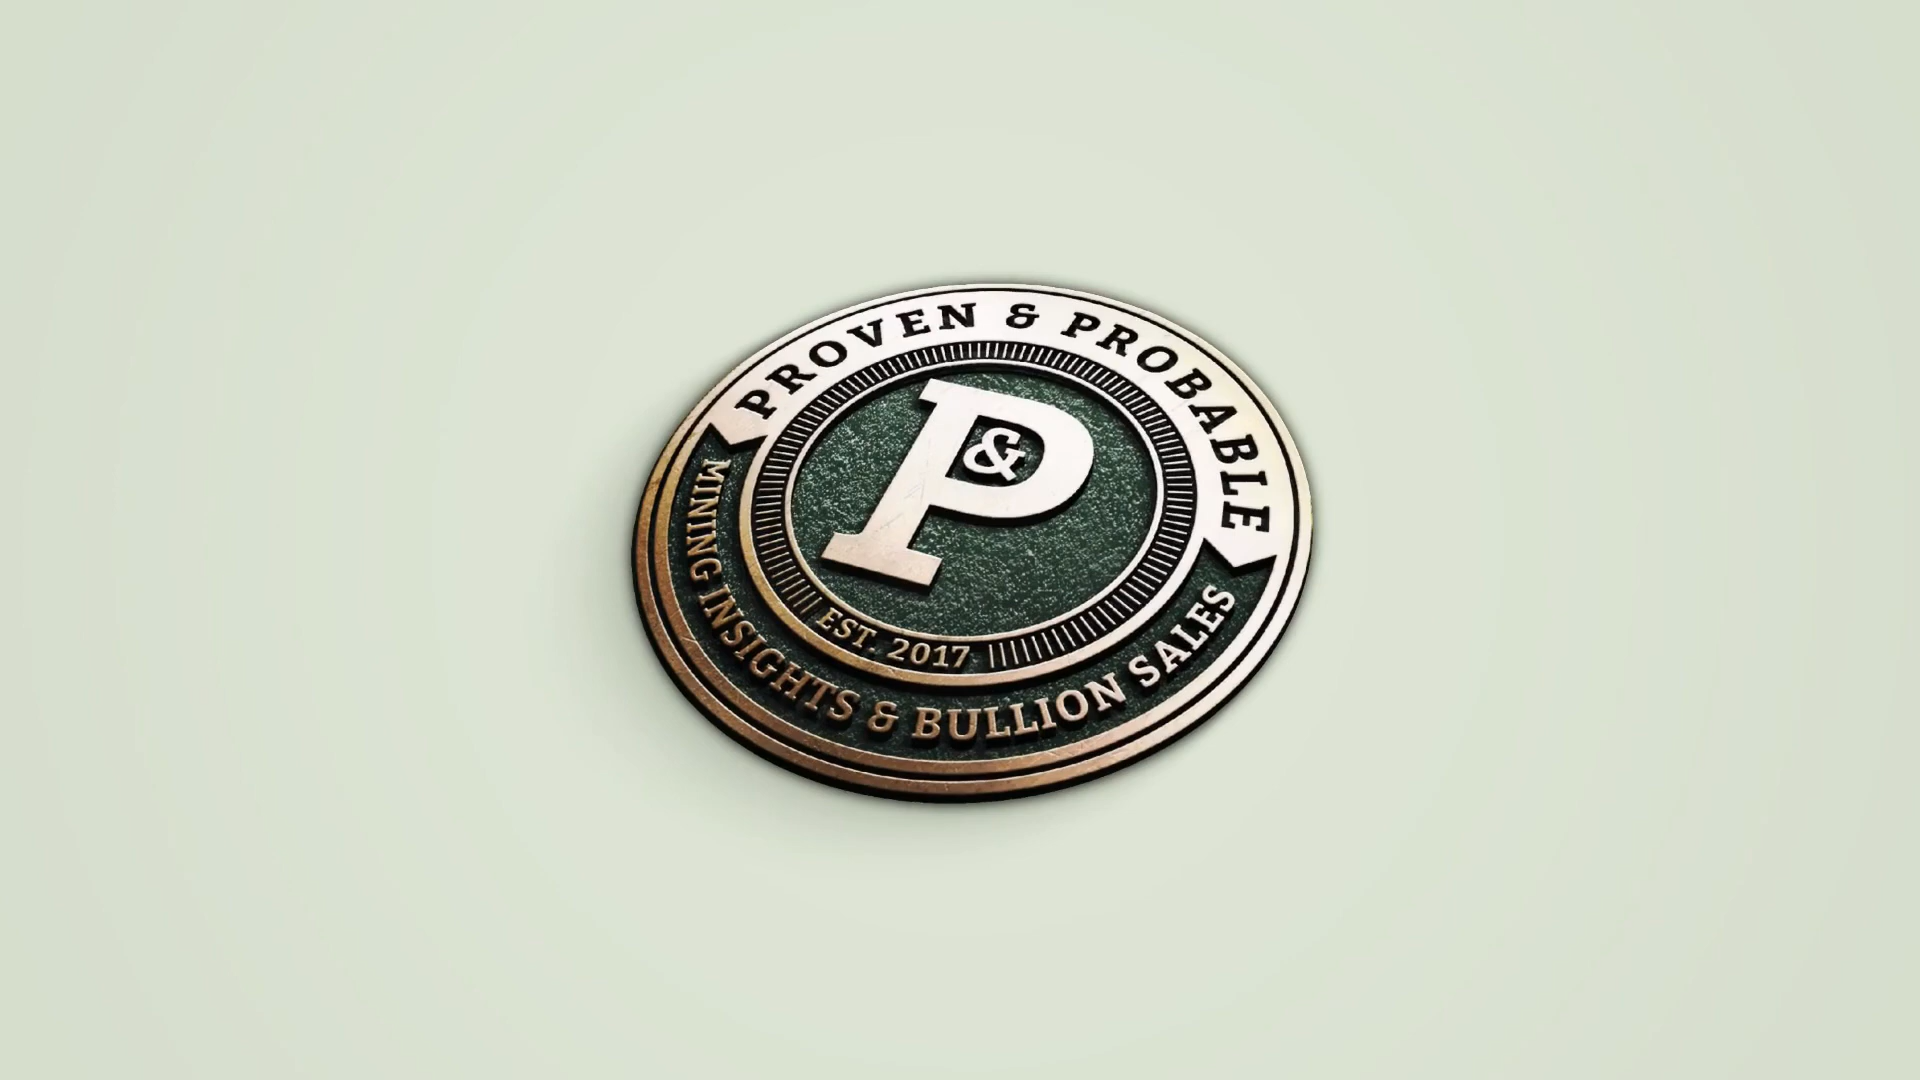 PROVEN & PROBABLE
P
&
EST. 2017
MINING INSIGHTS & BULLION SALES